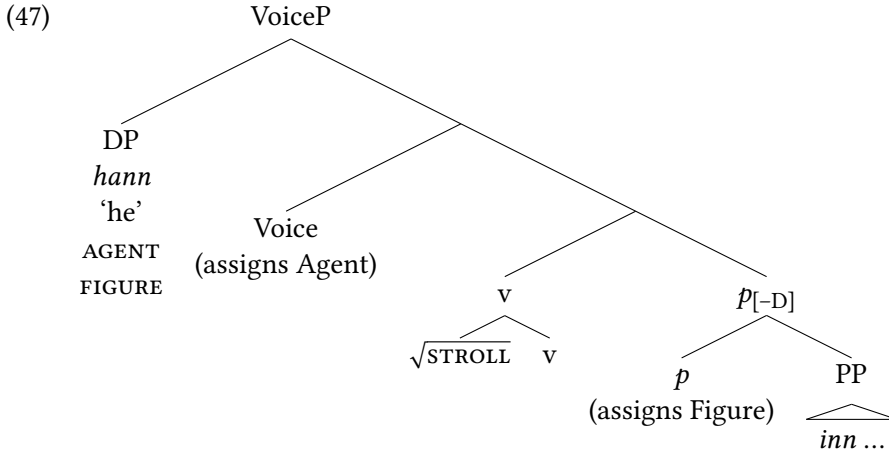 (47) VoiceP
DP
hann
‘he’
AGENT
FIGURE
Voice
(assigns Agent)
v
√STROLL v
p[–D]
p
(assigns Figure)
PP
inn ...